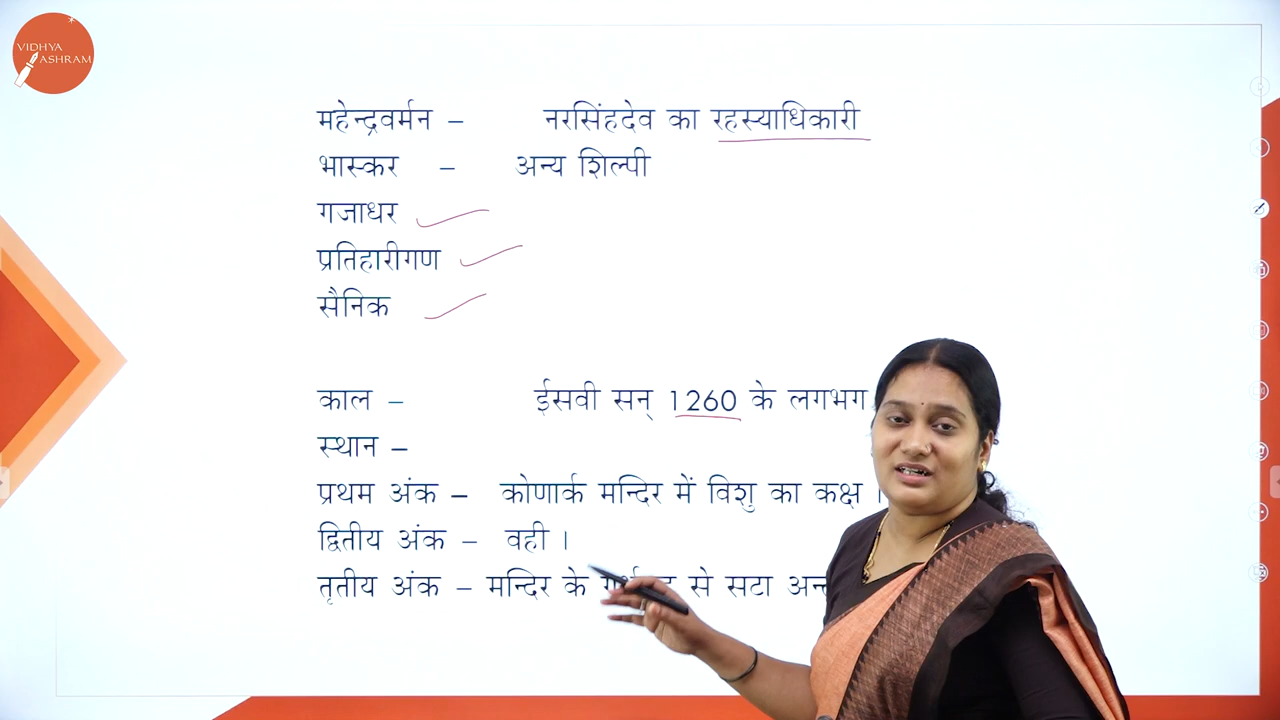 VIDHYA
ASHRAM
महेन्द्रवर्मन – नरसिंहदेव का रहस्याधिकारी
भास्कर – अन्य शिल्पी
गजाधर
प्रतिहारीगण
सैनिक
काल – ईसवी सन् 1260 के लगभग
स्थान –
प्रथम अंक – कोणार्क मन्दिर में विशु का कक्ष ।
द्वितीय अंक – वही ।
तृतीय अंक – मन्दिर के से सटा